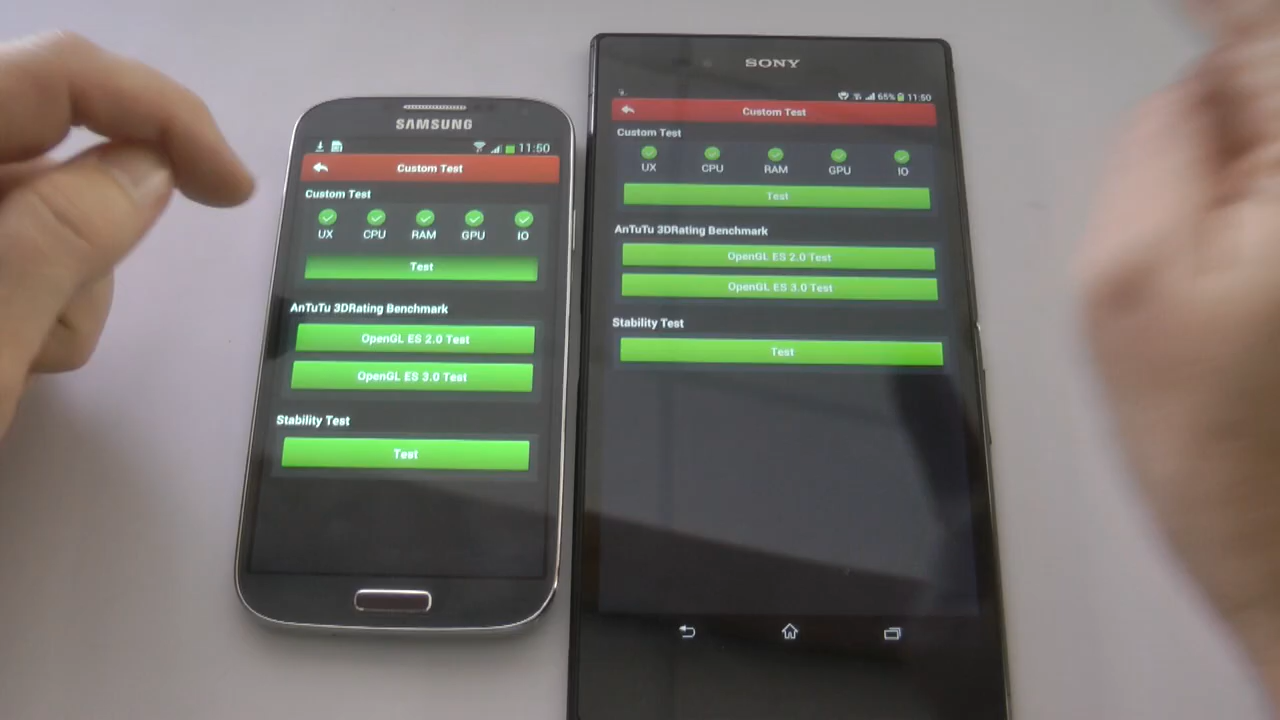 SAMSUNG
11:50
Custom Test
Custom Test
UX CPU RAM GPU IO
Test
AnTuTu 3DRating Benchmark
OpenGL ES 2.0 Test
OpenGL ES 3.0 Test
Stability Test
Test
SONY
65% 11:50
Custom Test
Custom Test
UX CPU RAM GPU IO
Test
AnTuTu 3DRating Benchmark
OpenGL ES 2.0 Test
OpenGL ES 3.0 Test
Stability Test
Test